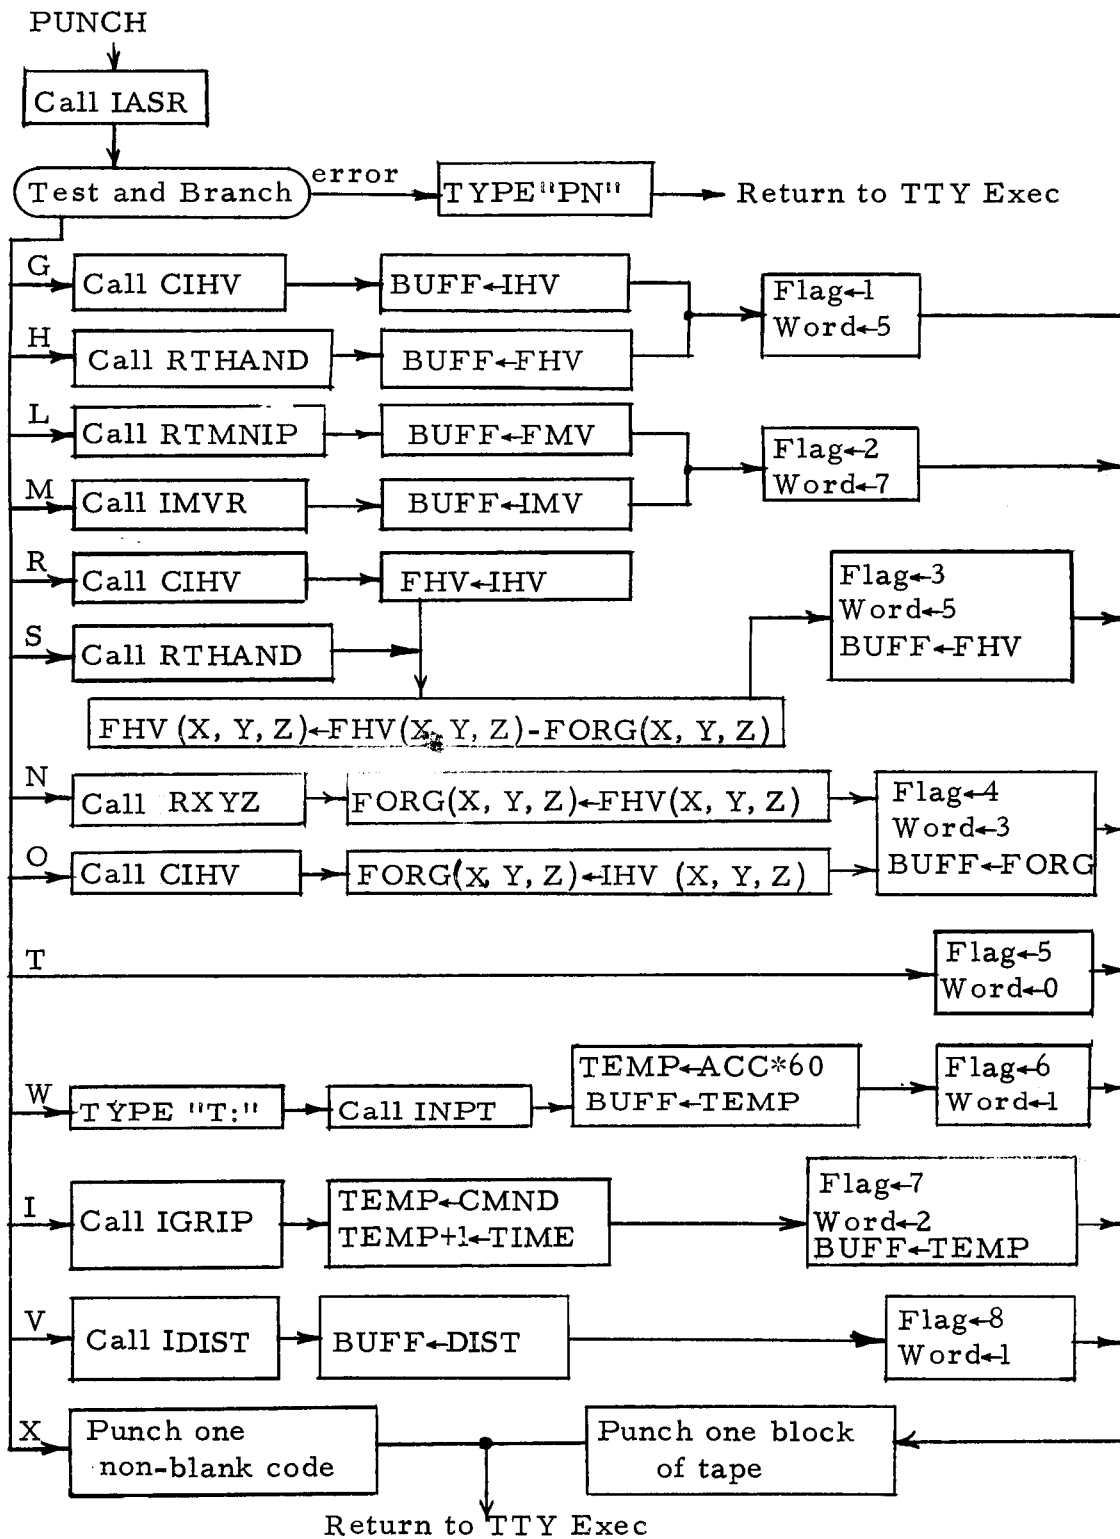 PUNCH
Call IASR
Test and Branch
error
TYPE"PN"
Return to TTY Exec
G
Call CIHV
BUFF←IHV
Flag←1
Word←5
H
Call RTHAND
BUFF←FHV
L
Call RTMNIP
BUFF←FMV
Flag←2
Word←7
M
Call IMVR
BUFF←IMV
R
Call CIHV
FHV←IHV
Flag←3
Word←5
BUFF←FHV
S
Call RTHAND
FHV (X, Y, Z)←FHV(X, Y, Z)-FORG(X, Y, Z)
N
Call RXYZ
FORG(X, Y, Z)←FHV(X, Y, Z)
Flag←4
Word←3
BUFF←FORG
O
Call CIHV
FORG(X, Y, Z)←IHV (X, Y, Z)
T
Flag←5
Word←0
W
TYPE "T:"
Call INPT
TEMP←ACC*60
BUFF←TEMP
Flag←6
Word←1
I
Call IGRIP
TEMP←CMND
TEMP+1←TIME
Flag←7
Word←2
BUFF←TEMP
V
Call IDIST
BUFF←DIST
Flag←8
Word←1
X
Punch one
non-blank code
Punch one block
of tape
Return to TTY Exec